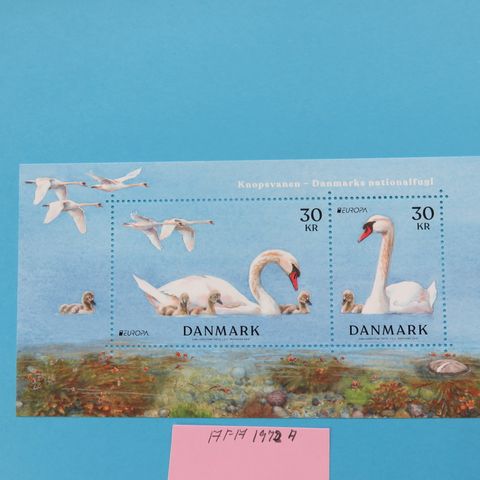 Knopsvanen – Danmarks nationalfugl
30
KR
EUROPA
30
KR
EUROPA
DANMARK
DANMARK
AFA 1972 A